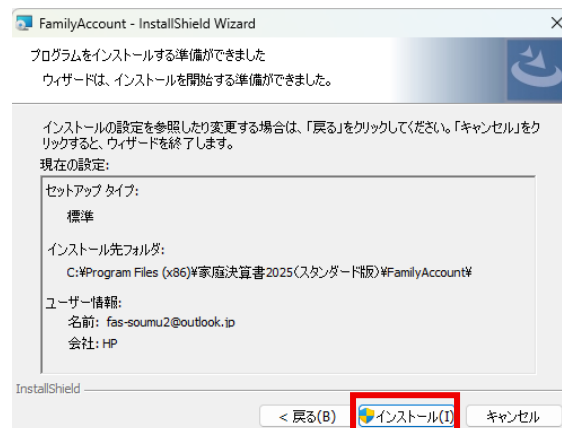 FamilyAccount - InstallShield Wizard
プログラムをインストールする準備ができました
ウィザードは、インストールを開始する準備ができました。
インストールの設定を参照したり変更する場合は、「戻る」をクリックしてください。「キャンセル」をク
リックすると、ウィザードを終了します。
現在の設定:
セットアップ タイプ:
標準
インストール先フォルダ:
C:¥Program Files (x86)¥家庭決算書2025(スタンダード版)¥FamilyAccount¥
ユーザー情報:
名前: fas-soumu2@outlook.jp
会社: HP
InstallShield
< 戻る(B) インストール(I) キャンセル